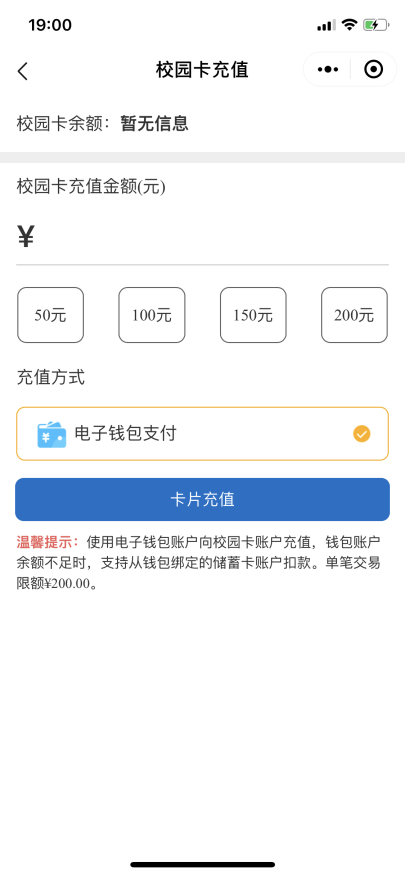 19:00
校园卡充值
校园卡余额：暂无信息
校园卡充值金额(元)
¥
50元 100元 150元 200元
充值方式
电子钱包支付
卡片充值
温馨提示：使用电子钱包账户向校园卡账户充值，钱包账户
余额不足时，支持从钱包绑定的储蓄卡账户扣款。单笔交易
限额¥200.00。